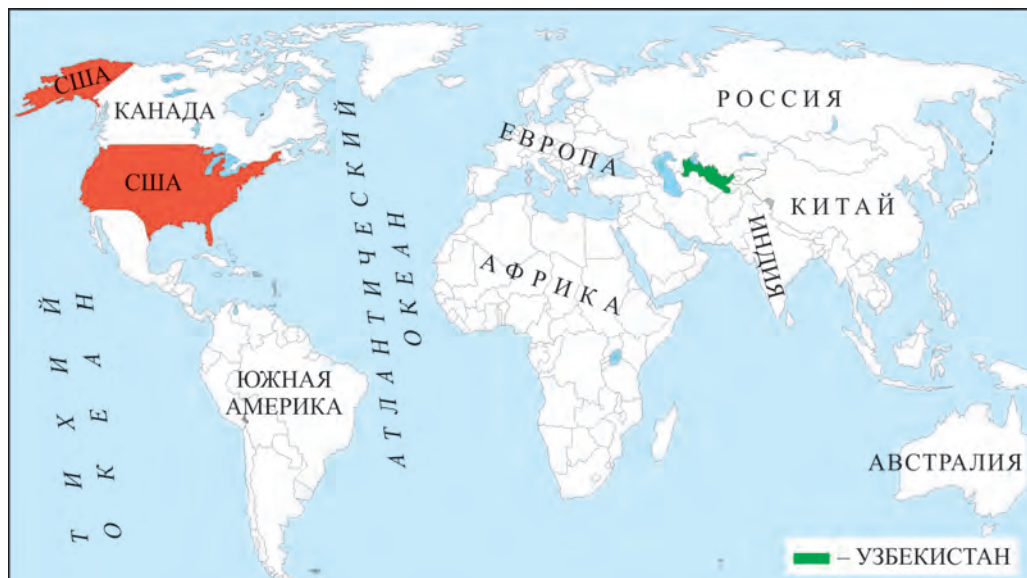 США
КАНАДА
США
ТИХИЙ
ОКЕАН
АТЛАНТИЧЕСКИЙ
ОКЕАН
ЮЖНАЯ
АМЕРИКА
ЕВРОПА
АФРИКА
РОССИЯ
КИТАЙ
ИНДИЯ
АВСТРАЛИЯ
– УЗБЕКИСТАН